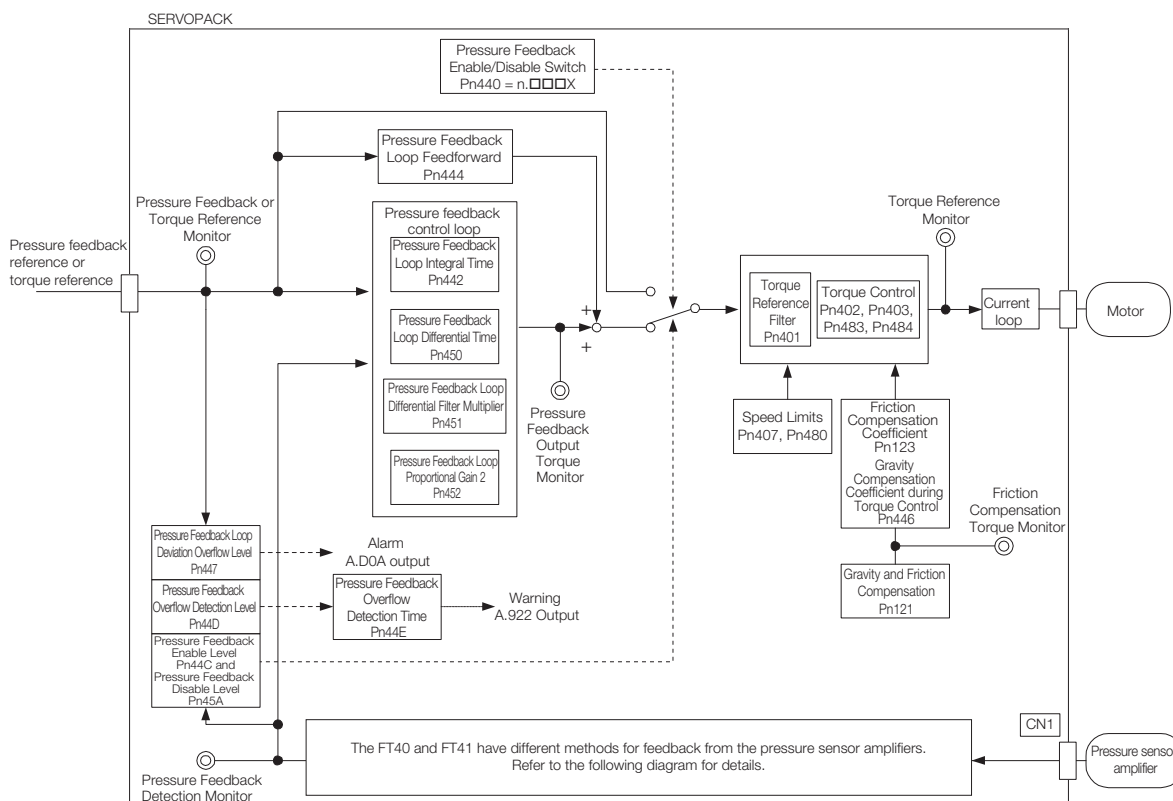 SERVOPACK
Pressure Feedback
Enable/Disable Switch
Pn440 = n.□□□X
Pressure Feedback
Loop Feedforward
Pn444
Pressure Feedback or
Torque Reference
Monitor
Pressure feedback
reference or
torque reference
Pressure feedback
control loop
Pressure Feedback
Loop Integral Time
Pn442
Pressure Feedback
Loop Differential Time
Pn450
Pressure Feedback Loop
Differential Filter Multiplier
Pn451
Pressure Feedback Loop
Proportional Gain 2
Pn452
+
+
Pressure
Feedback
Output
Torque
Monitor
Torque Reference
Monitor
Torque
Reference
Filter
Pn401
Torque Control
Pn402, Pn403,
Pn483, Pn484
Current
loop
Motor
Speed Limits
Pn407, Pn480
Friction
Compensation
Coefficient
Pn123
Gravity
Compensation
Coefficient during
Torque Control
Pn446
Friction
Compensation
Torque Monitor
Gravity and Friction
Compensation
Pn121
Pressure Feedback Loop
Deviation Overflow Level
Pn447
Alarm
A.D0A output
Pressure Feedback
Overflow Detection Level
Pn44D
Pressure Feedback
Overflow
Detection Time
Pn44E
Warning
A.922 Output
Pressure Feedback
Enable Level
Pn44C and
Pressure Feedback
Disable Level
Pn45A
CN1
The FT40 and FT41 have different methods for feedback from the pressure sensor amplifiers.
Refer to the following diagram for details.
Pressure sensor
amplifier
Pressure Feedback
Detection Monitor